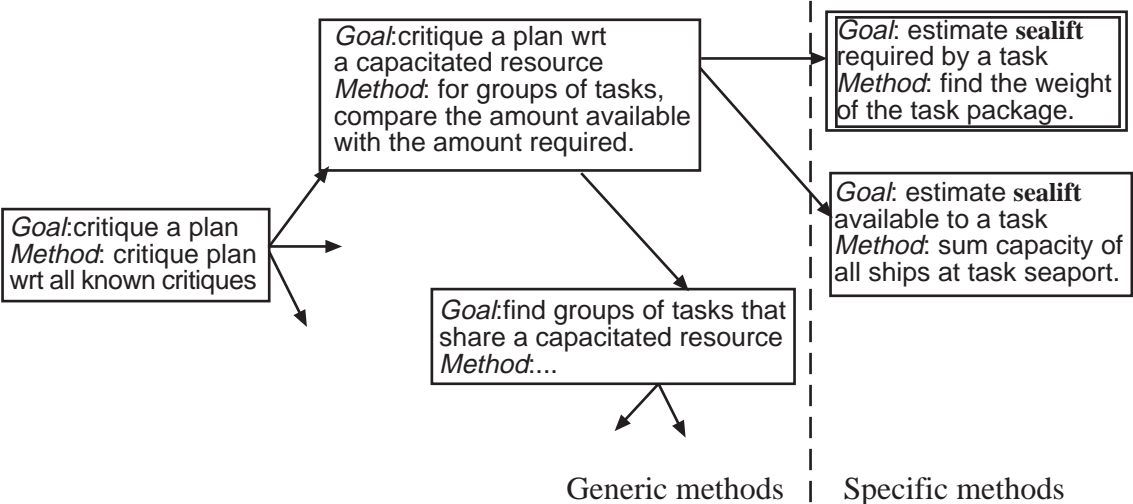 Goal:critique a plan wrt
a capacitated resource
Method: for groups of tasks,
compare the amount available
with the amount required.
Goal: estimate sealift
required by a task
Method: find the weight
of the task package.
Goal: estimate sealift
available to a task
Method: sum capacity of
all ships at task seaport.
Goal:critique a plan
Method: critique plan
wrt all known critiques
Goal:find groups of tasks that
share a capacitated resource
Method:...
Generic methods
Specific methods